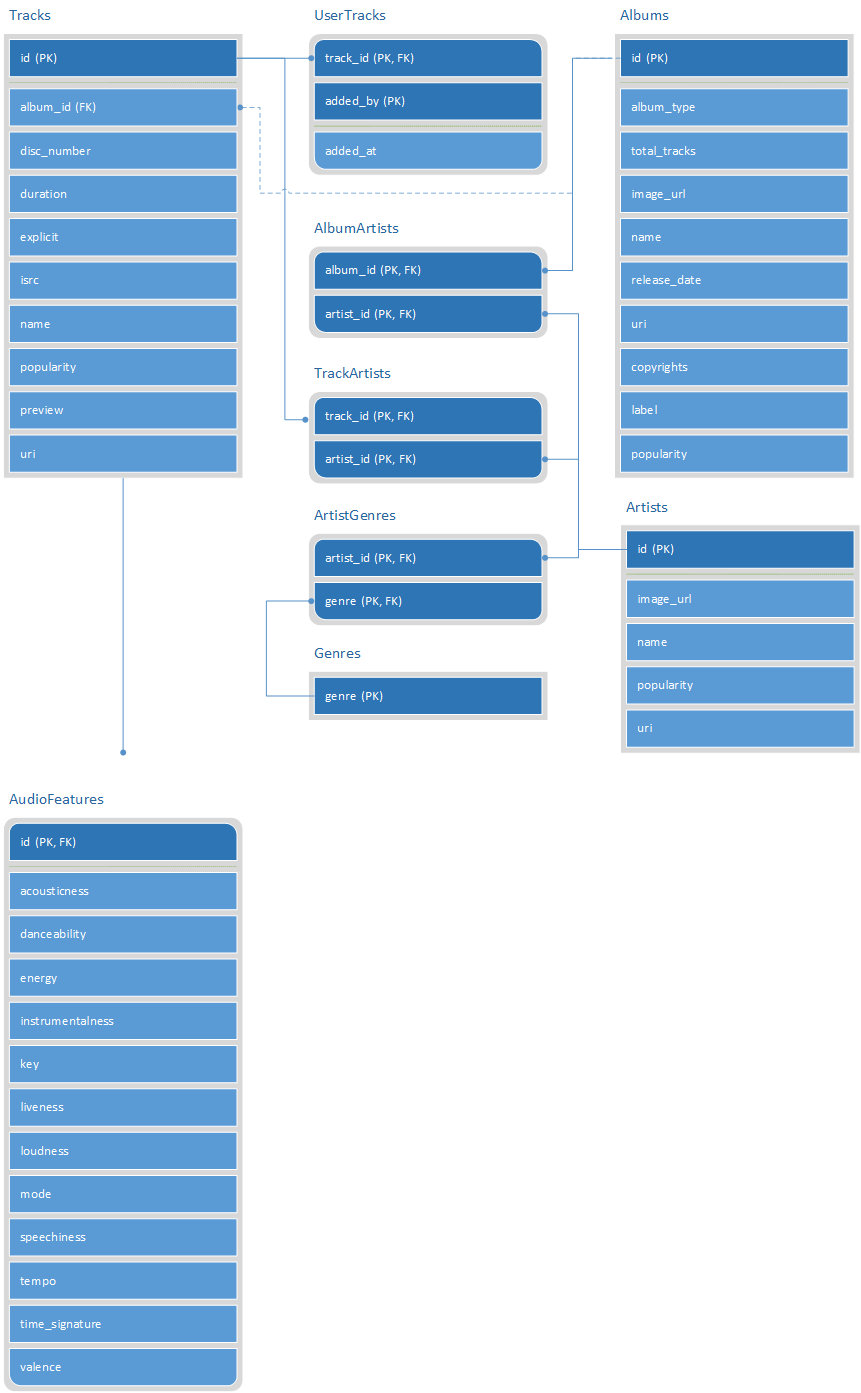 Tracks
id (PK)
album_id (FK)
disc_number
duration
explicit
isrc
name
popularity
preview
uri
UserTracks
track_id (PK, FK)
added_by (PK)
added_at
AlbumArtists
album_id (PK, FK)
artist_id (PK, FK)
TrackArtists
track_id (PK, FK)
artist_id (PK, FK)
ArtistGenres
artist_id (PK, FK)
genre (PK, FK)
Genres
genre (PK)
Albums
id (PK)
album_type
total_tracks
image_url
name
release_date
uri
copyrights
label
popularity
Artists
id (PK)
image_url
name
popularity
uri
AudioFeatures
id (PK, FK)
acousticness
danceability
energy
instrumentalness
key
liveness
loudness
mode
speechiness
tempo
time_signature
valence